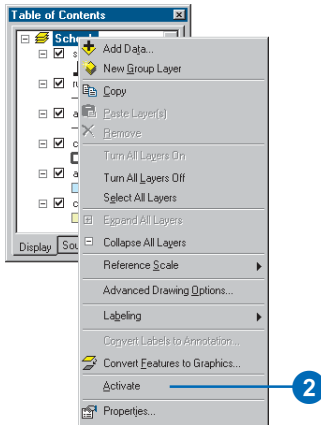 Table of Contents
Add Data...
New Group Layer
Copy
Paste Layer(s)
Remove
Turn All Layers On
Turn All Layers Off
Select All Layers
Expand All Layers
Collapse All Layers
Reference Scale
Advanced Drawing Options...
Labeling
Convert Labels to Annotation...
Convert Features to Graphics...
Activate
2
Properties...
Display